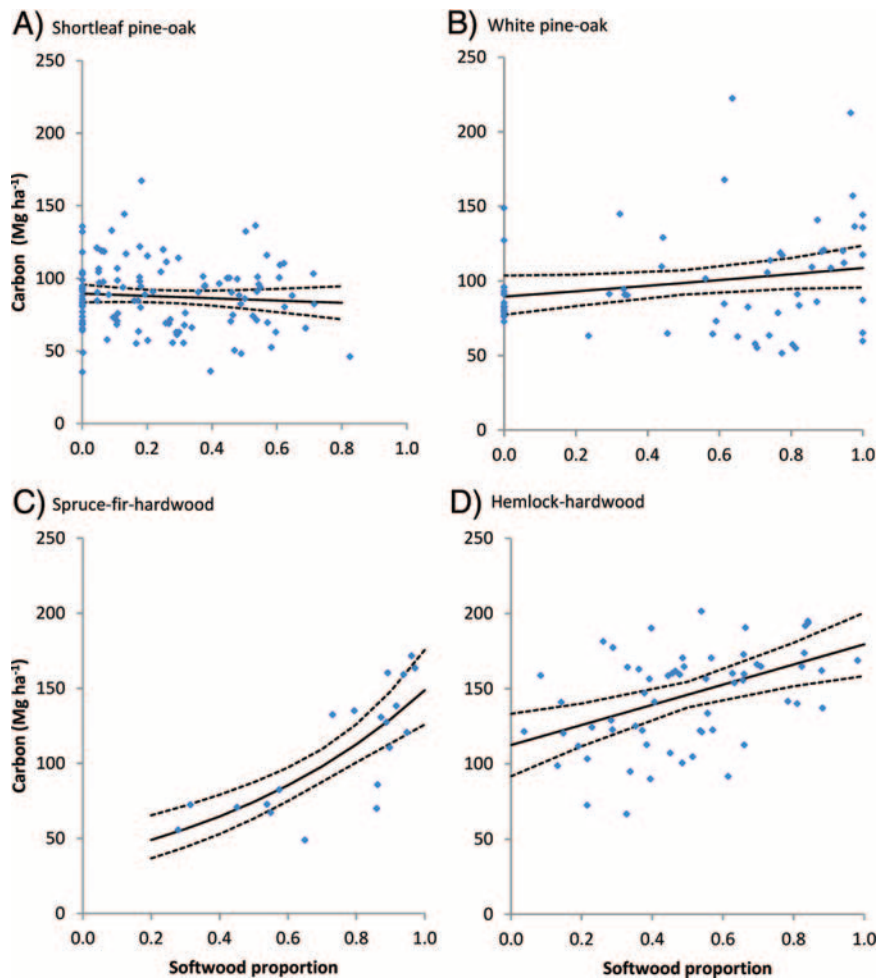 A) Shortleaf pine-oak
250
200
150
100
50
0
Carbon (Mg ha⁻¹)
0.0 0.2 0.4 0.6 0.8 1.0
B) White pine-oak
250
200
150
100
50
0
0.0 0.2 0.4 0.6 0.8 1.0
C) Spruce-fir-hardwood
250
200
150
100
50
0
Carbon (Mg ha⁻¹)
0.0 0.2 0.4 0.6 0.8 1.0
Softwood proportion
D) Hemlock-hardwood
250
200
150
100
50
0
0.0 0.2 0.4 0.6 0.8 1.0
Softwood proportion